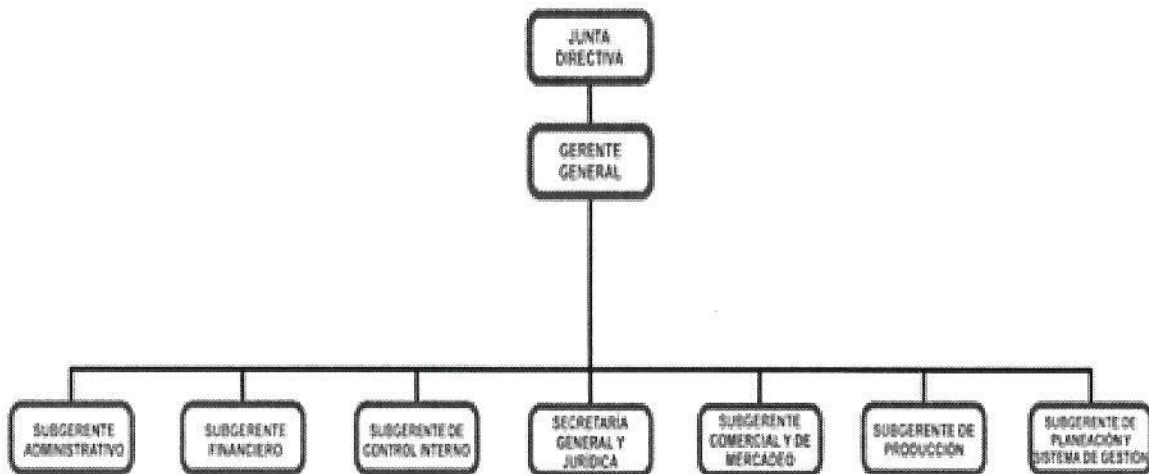 JUNTA
DIRECTIVA
GERENTE
GENERAL
SUBGERENTE
ADMINISTRATIVO
SUBGERENTE
FINANCIERO
SUBGERENTE DE
CONTROL INTERNO
SECRETARÍA
GENERAL Y
JURÍDICA
SUBGERENTE
COMERCIAL Y DE
MERCADEO
SUBGERENTE DE
PRODUCCIÓN
SUBGERENTE DE
PLANEACIÓN Y
SISTEMA DE GESTIÓN